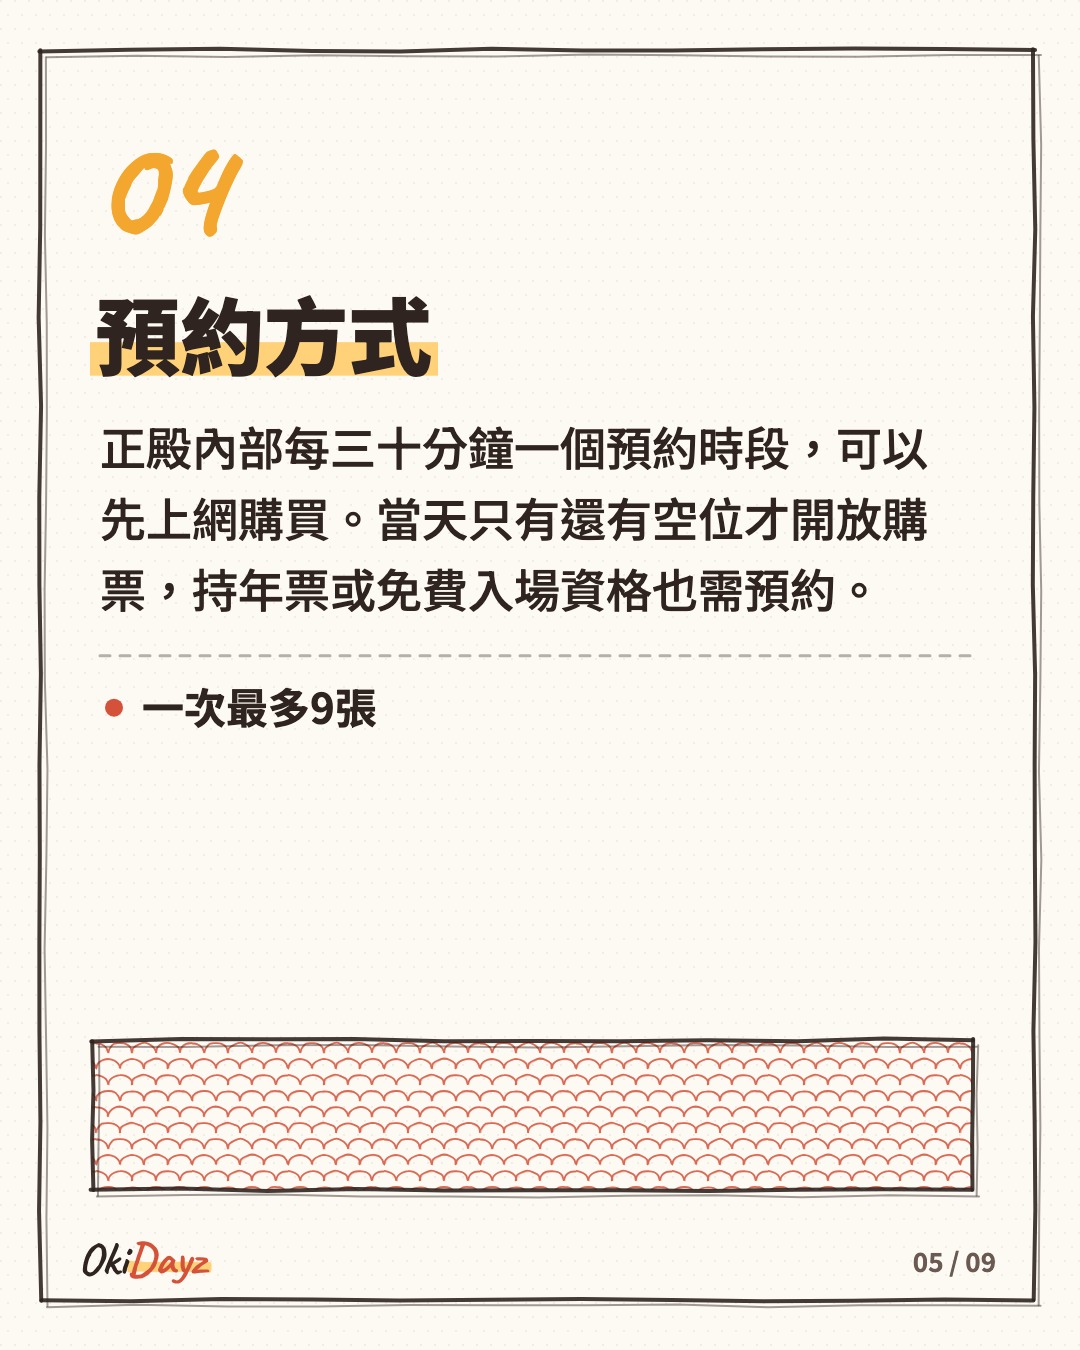 04
預約方式
正殿內部每三十分鐘一個預約時段，可以
先上網購買。當天只有還有空位才開放購
票，持年票或免費入場資格也需預約。
一次最多9張
OkiDayz
05 / 09